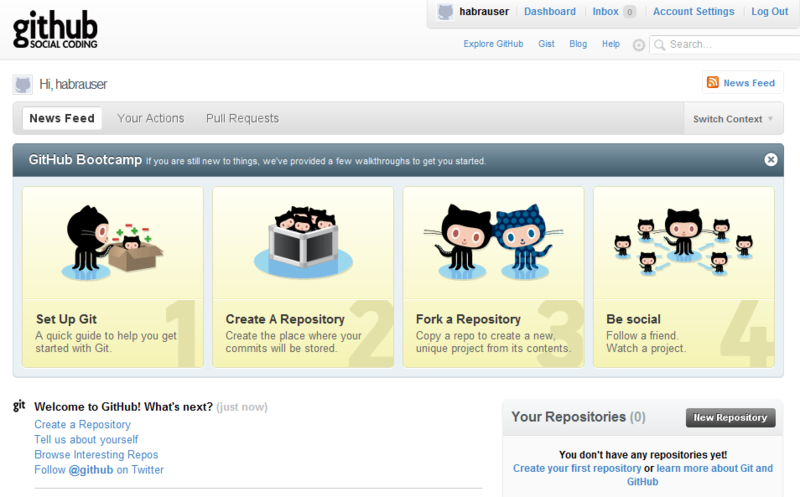 github
SOCIAL CODING
habrauser Dashboard Inbox 0 Account Settings Log Out
Explore GitHub Gist Blog Help Search...
Hi, habrauser
News Feed
News Feed Your Actions Pull Requests
Switch Context
GitHub Bootcamp If you are still new to things, we've provided a few walkthroughs to get you started.
1
Set Up Git
A quick guide to help you get
started with Git.
2
Create A Repository
Create the place where your
commits will be stored.
3
Fork a Repository
Copy a repo to create a new,
unique project from its contents.
4
Be social
Follow a friend.
Watch a project.
git
Welcome to GitHub! What's next? (just now)
Create a Repository
Tell us about yourself
Browse Interesting Repos
Follow @github on Twitter
Your Repositories (0)
New Repository
You don't have any repositories yet!
Create your first repository or learn more about Git and
GitHub